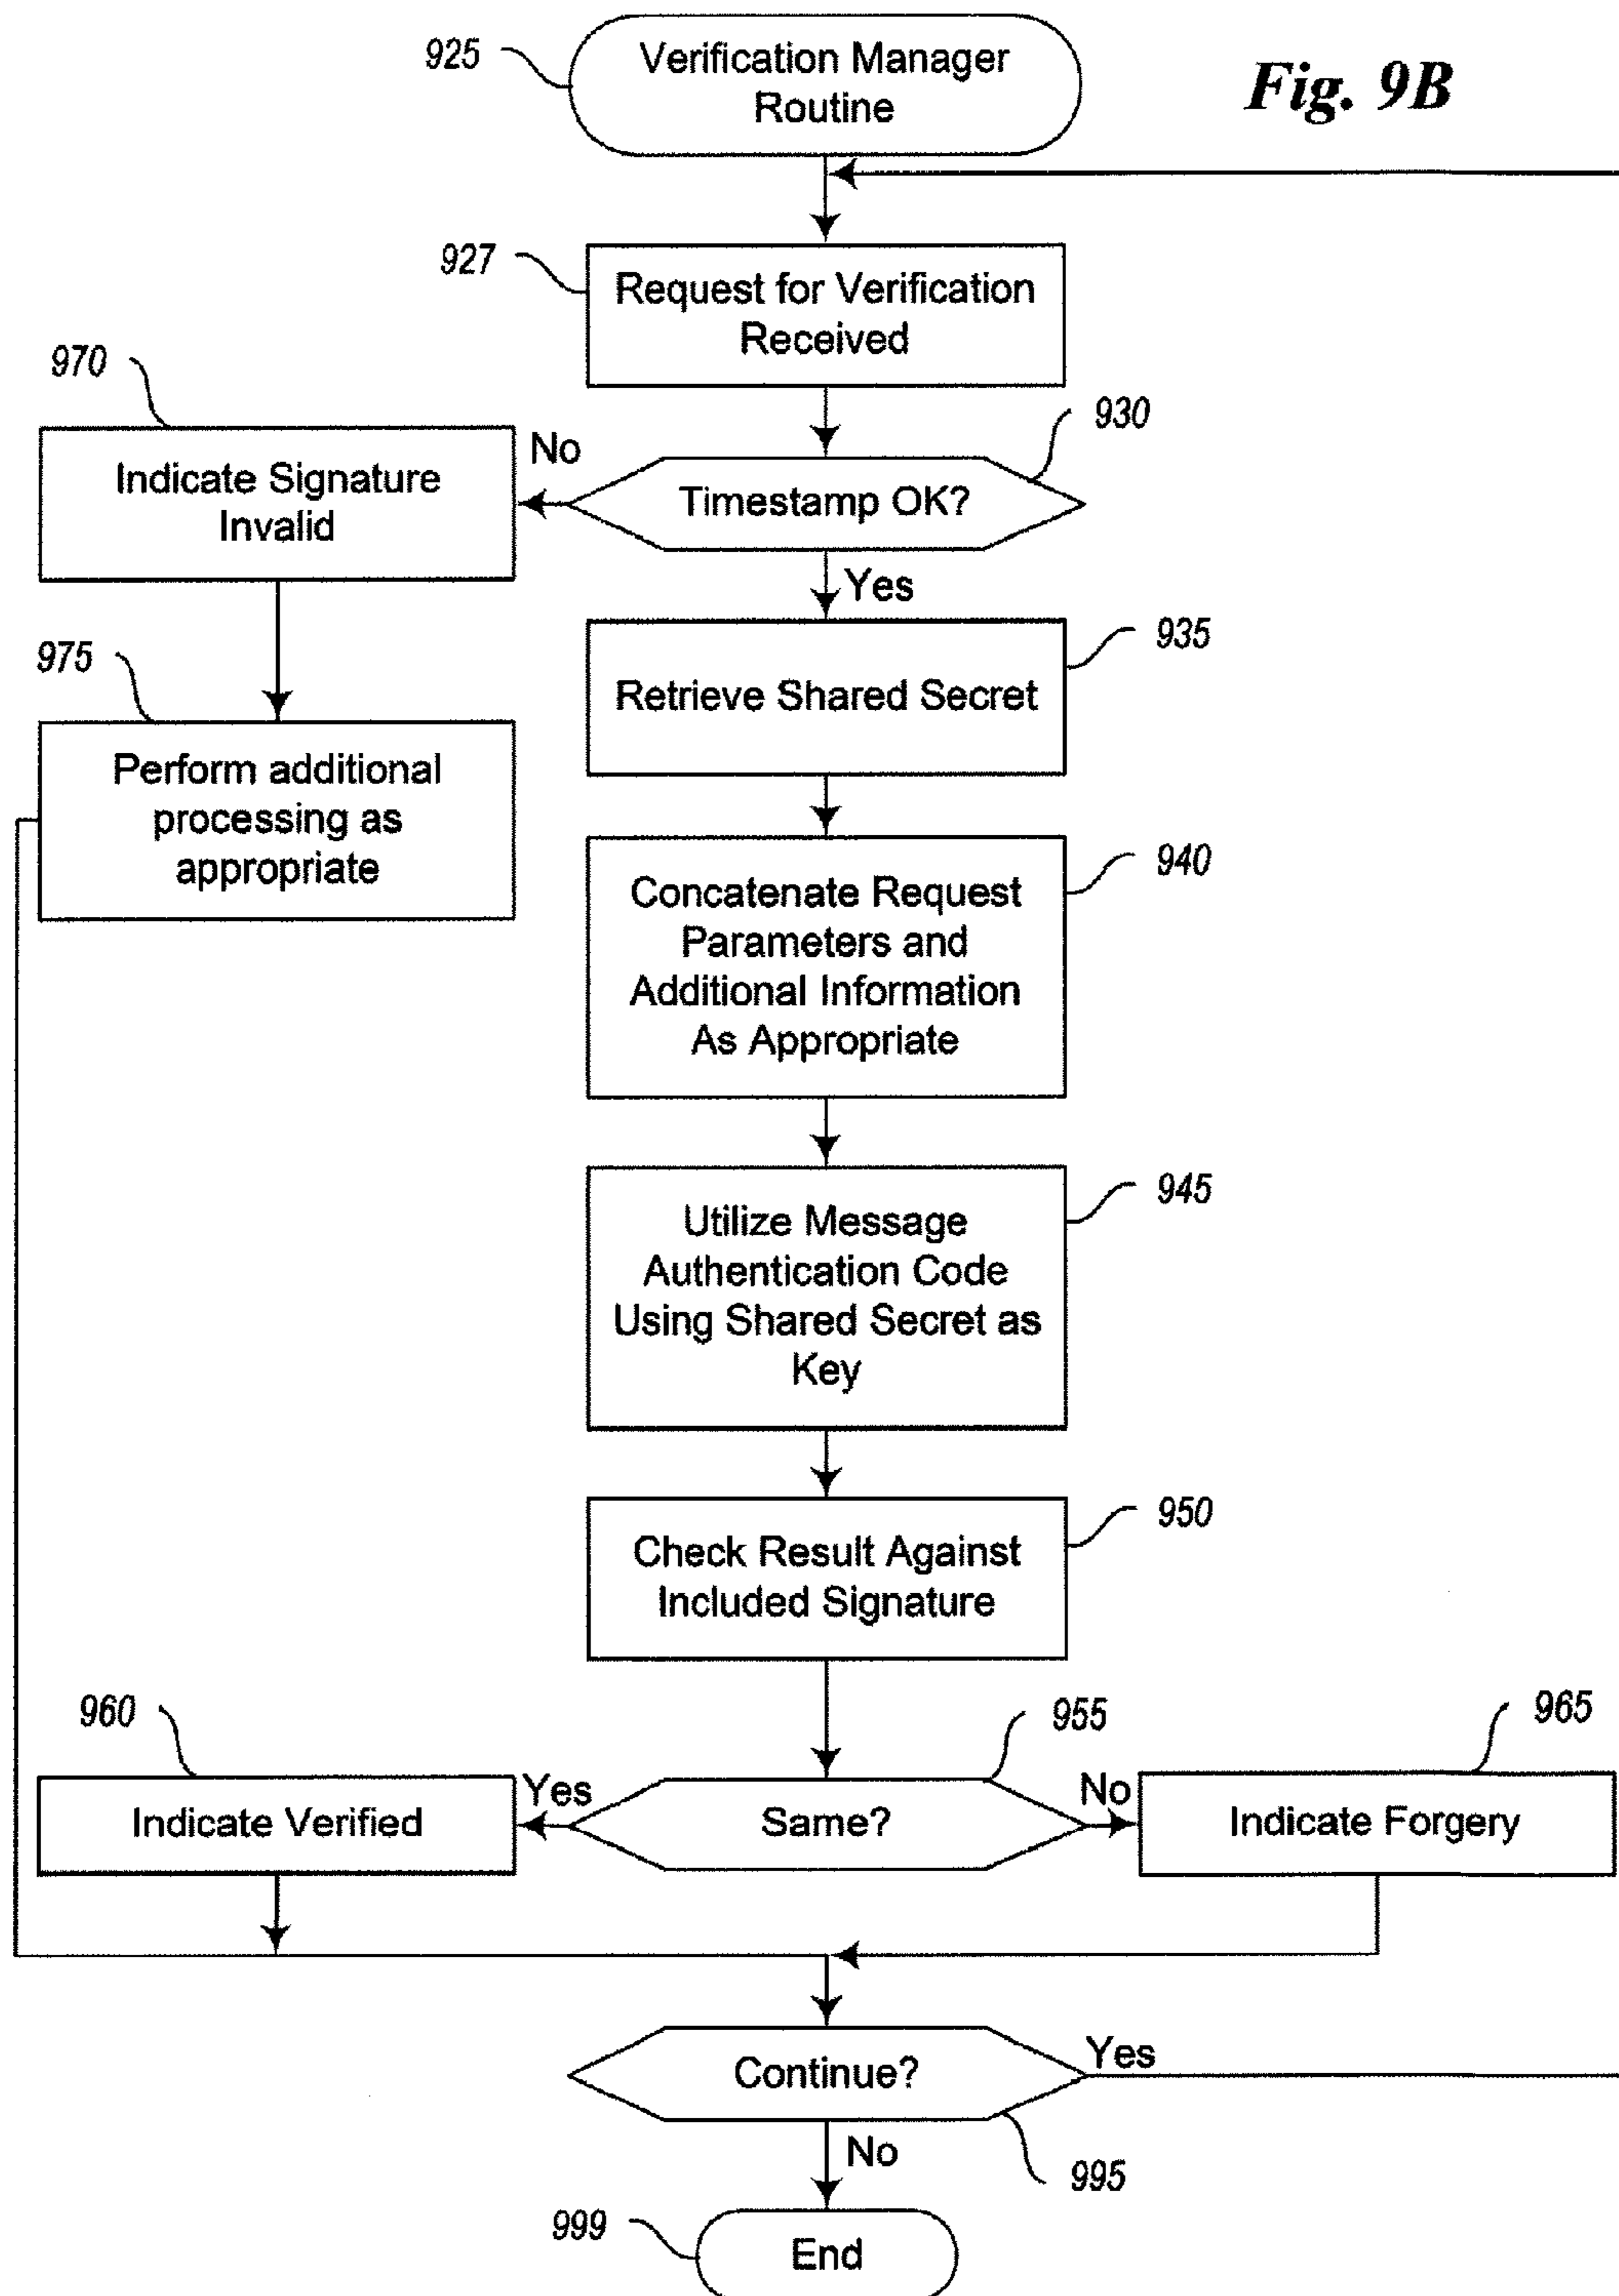 925
Verification Manager
Routine
Fig. 9B
927
Request for Verification
Received
970
Indicate Signature
Invalid
No
930
Timestamp OK?
Yes
975
Perform additional
processing as
appropriate
935
Retrieve Shared Secret
940
Concatenate Request
Parameters and
Additional Information
As Appropriate
945
Utilize Message
Authentication Code
Using Shared Secret as
Key
950
Check Result Against
Included Signature
960
Indicate Verified
Yes
955
Same?
No
965
Indicate Forgery
Continue?
Yes
995
No
999
End